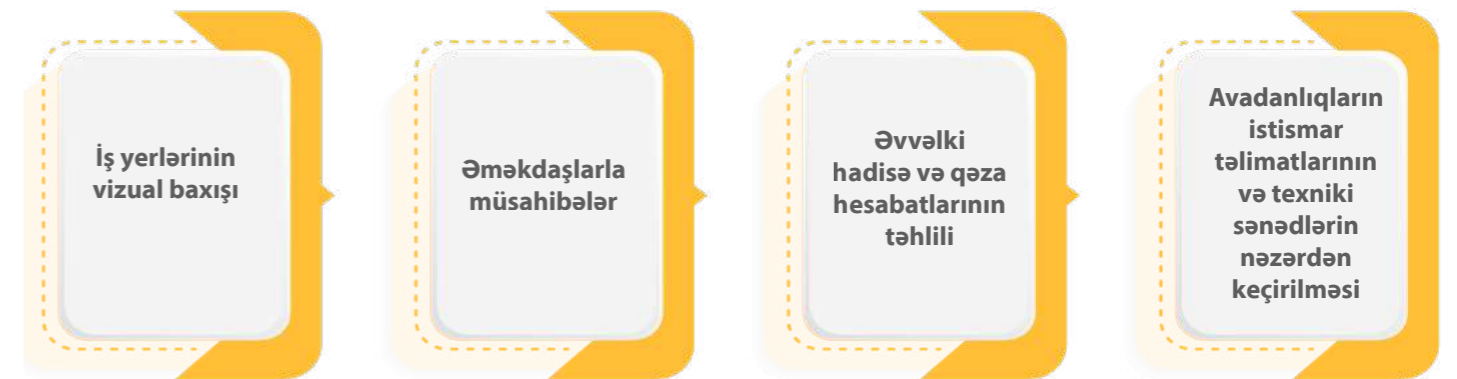 İş yerlərinin
vizual baxışı
Əməkdaşlarla
müsahibələr
Əvvəlki
hadisə və qəza
hesabatlarının
təhlili
Avadanlıqların
istismar
təlimatlarının
və texniki
sənədlərin
nəzərdən
keçirilməsi